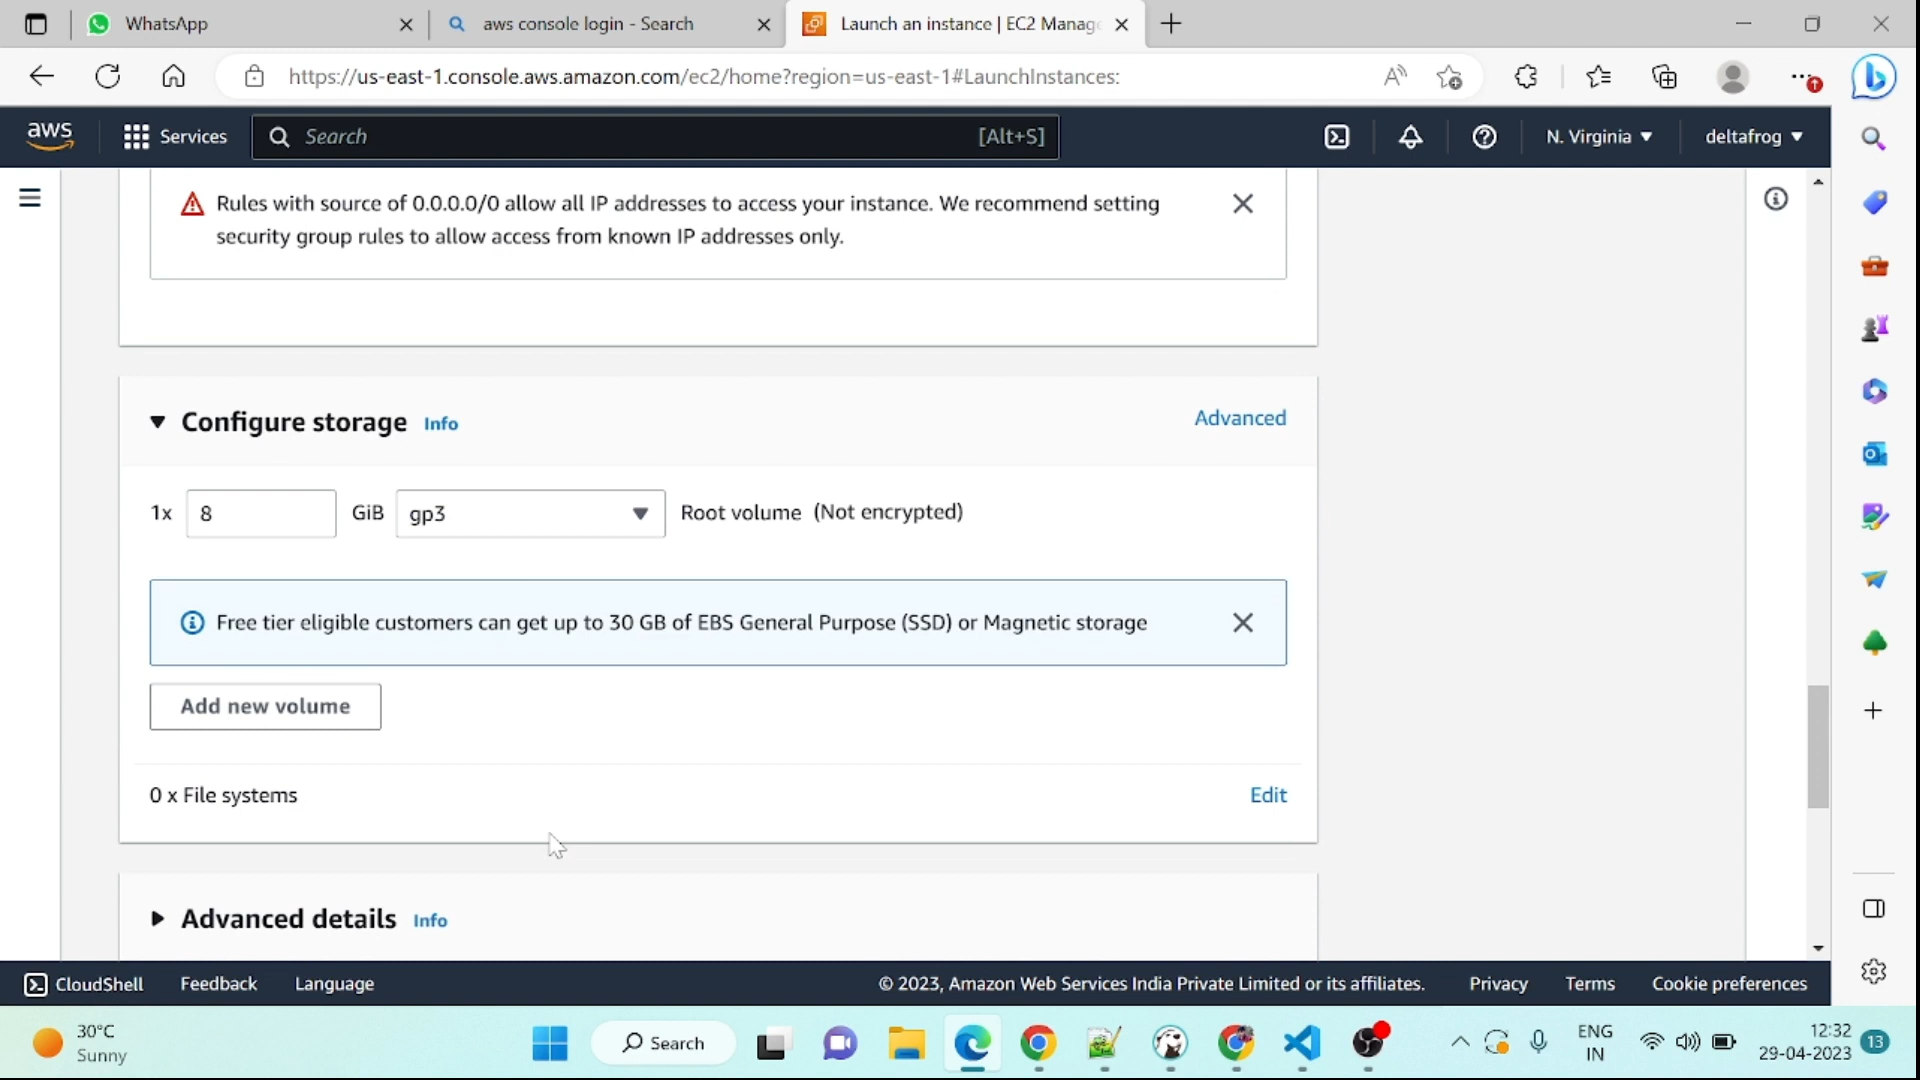 WhatsApp
aws console login - Search
Launch an instance | EC2 Manage
https://us-east-1.console.aws.amazon.com/ec2/home?region=us-east-1#LaunchInstances:
aws
Services
Search
[Alt+S]
N. Virginia
deltafrog
Rules with source of 0.0.0.0/0 allow all IP addresses to access your instance. We recommend setting
security group rules to allow access from known IP addresses only.
Configure storage Info
Advanced
1x 8 GiB gp3 Root volume (Not encrypted)
Free tier eligible customers can get up to 30 GB of EBS General Purpose (SSD) or Magnetic storage
Add new volume
0 x File systems
Edit
Advanced details Info
CloudShell Feedback Language © 2023, Amazon Web Services India Private Limited or its affiliates. Privacy Terms Cookie preferences
30°C
Sunny
Search
ENG
IN
12:32
29-04-2023
13